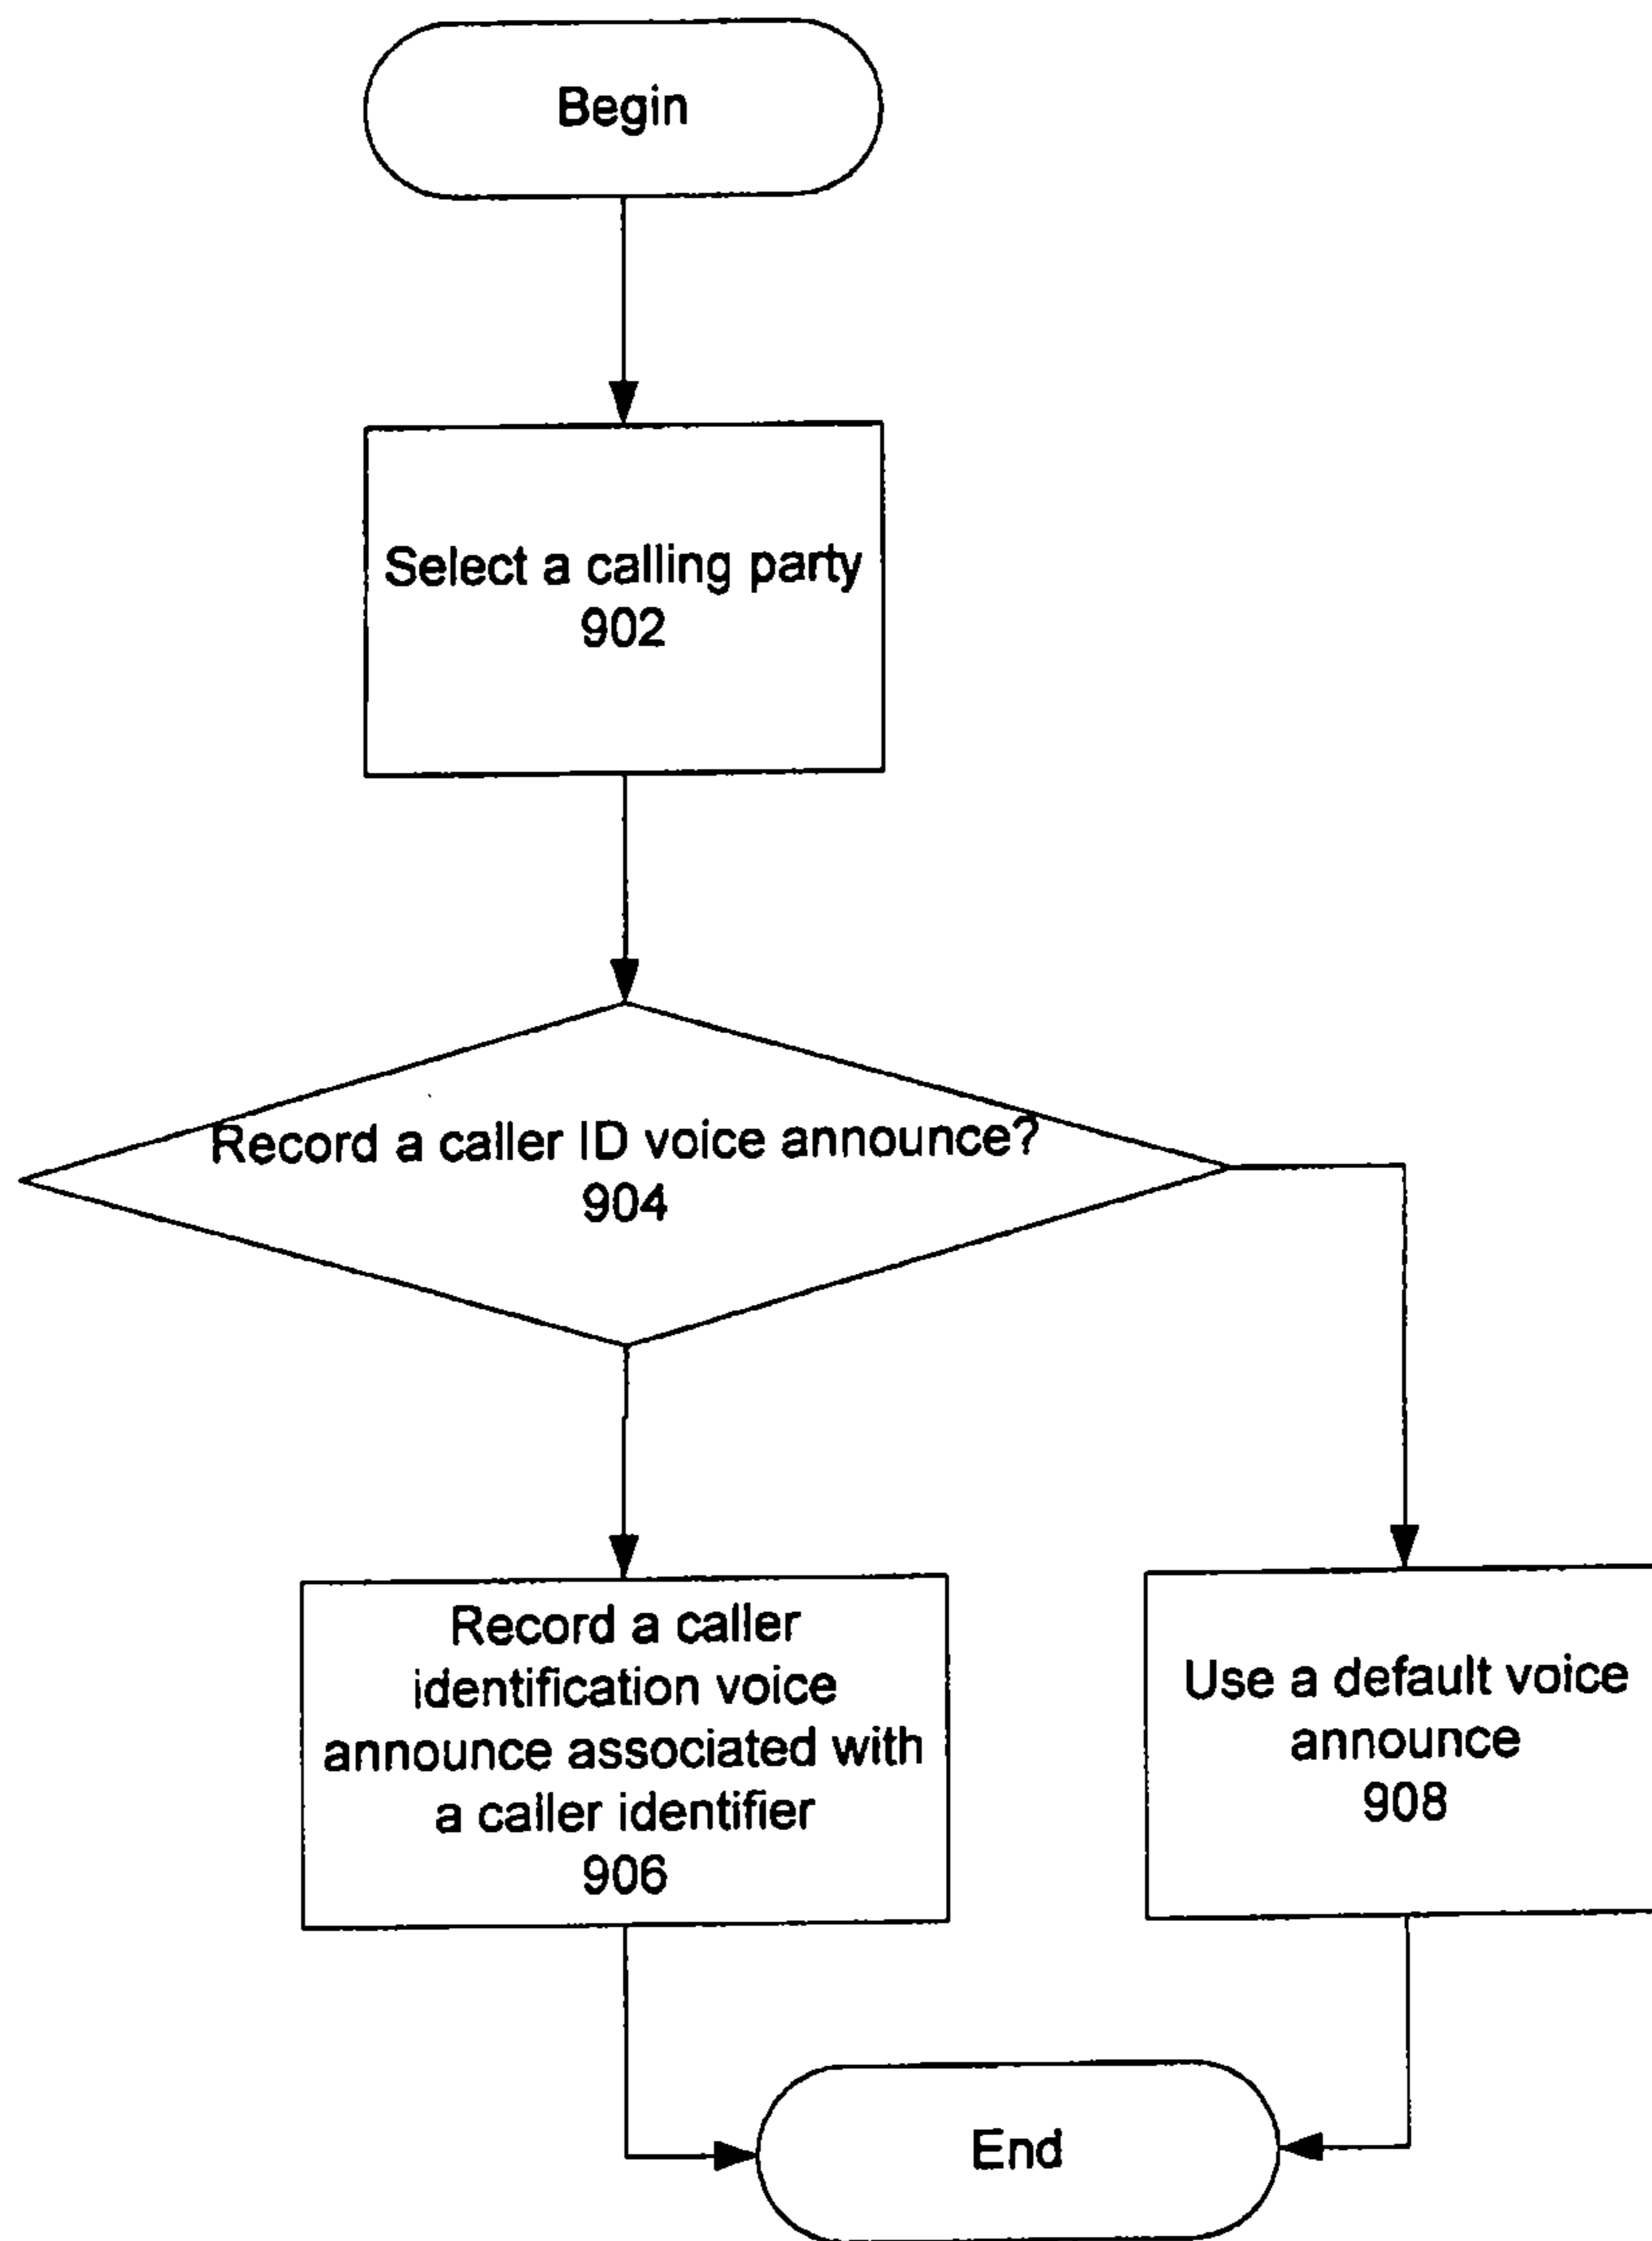 Begin
Select a calling party
902
Record a caller ID voice announce?
904
Record a caller
identification voice
announce associated with
a caller identifier
906
Use a default voice
announce
908
End